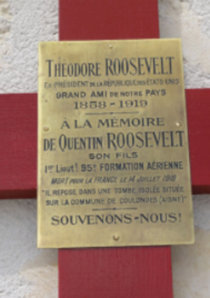 THÉODORE ROOSEVELT
EX-PRÉSIDENT DE LA RÉPUBLIQUE DES ÉTATS-UNIS
GRAND AMI DE NOTRE PAYS
1858-1919
A LA MÉMOIRE
DE QUENTIN ROOSEVELT
SON FILS
1er Lieut! 95e FORMATION AÉRIENNE
MORT POUR LA FRANCE LE 14 JUILLET 1918
"IL REPOSE DANS UNE TOMBE ISOLÉE SITUÉE
SUR LA COMMUNE DE COULONGES (AISNE)"
SOUVENONS-NOUS!